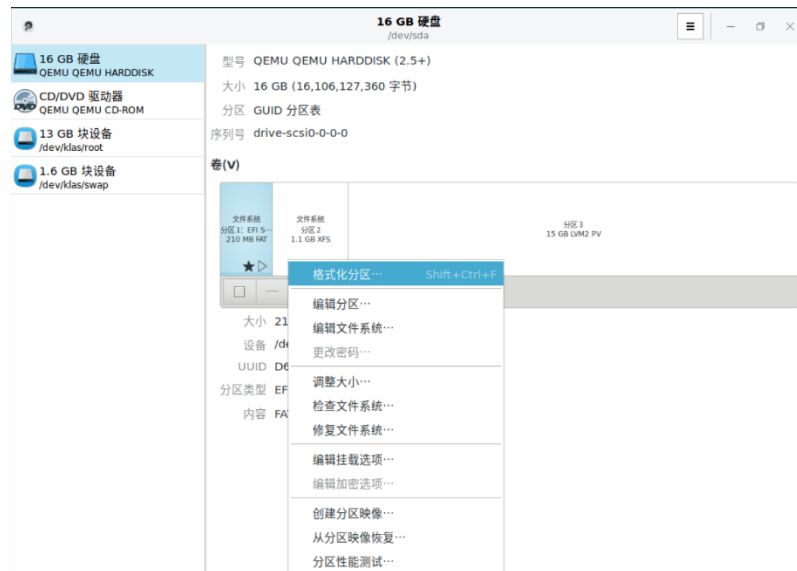 16 GB 硬盘
/dev/sda
16 GB 硬盘
QEMU QEMU HARDDISK
CD/DVD 驱动器
QEMU QEMU CD-ROM
13 GB 块设备
/dev/klas/root
1.6 GB 块设备
/dev/klas/swap
型号 QEMU QEMU HARDDISK (2.5+)
大小 16 GB (16,106,127,360 字节)
分区 GUID 分区表
序列号 drive-scsi0-0-0-0
卷(V)
文件系统
分区 1: EFI S…
210 MB FAT
文件系统
分区 2
1.1 GB XFS
分区 3
15 GB LVM2 PV
大小 21
设备 /de
UUID D6
分区类型 EF
内容 FA
格式化分区… Shift+Ctrl+F
编辑分区…
编辑文件系统…
更改密码…
调整大小…
检查文件系统…
修复文件系统…
编辑挂载选项…
编辑加密选项…
创建分区映像…
从分区映像恢复…
分区性能测试…